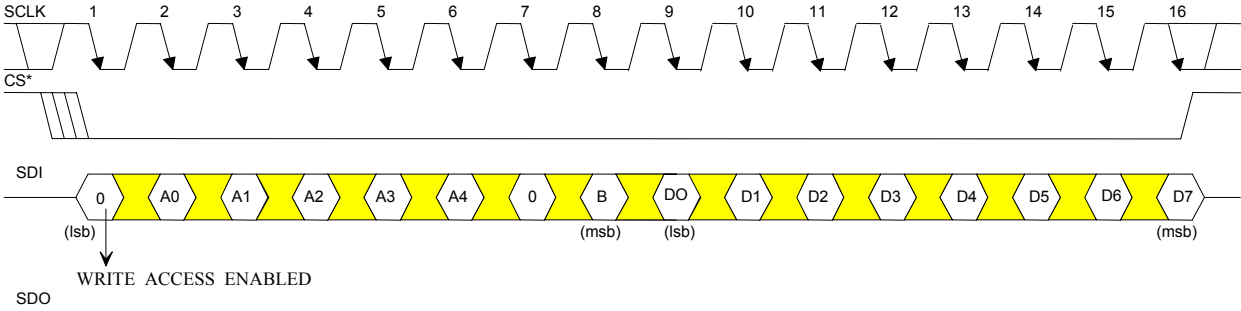 SCLK 1 2 3 4 5 6 7 8 9 10 11 12 13 14 15 16
CS*
SDI
0 A0 A1 A2 A3 A4 0 B DO D1 D2 D3 D4 D5 D6 D7
(lsb) (msb) (lsb) (msb)
WRITE ACCESS ENABLED
SDO